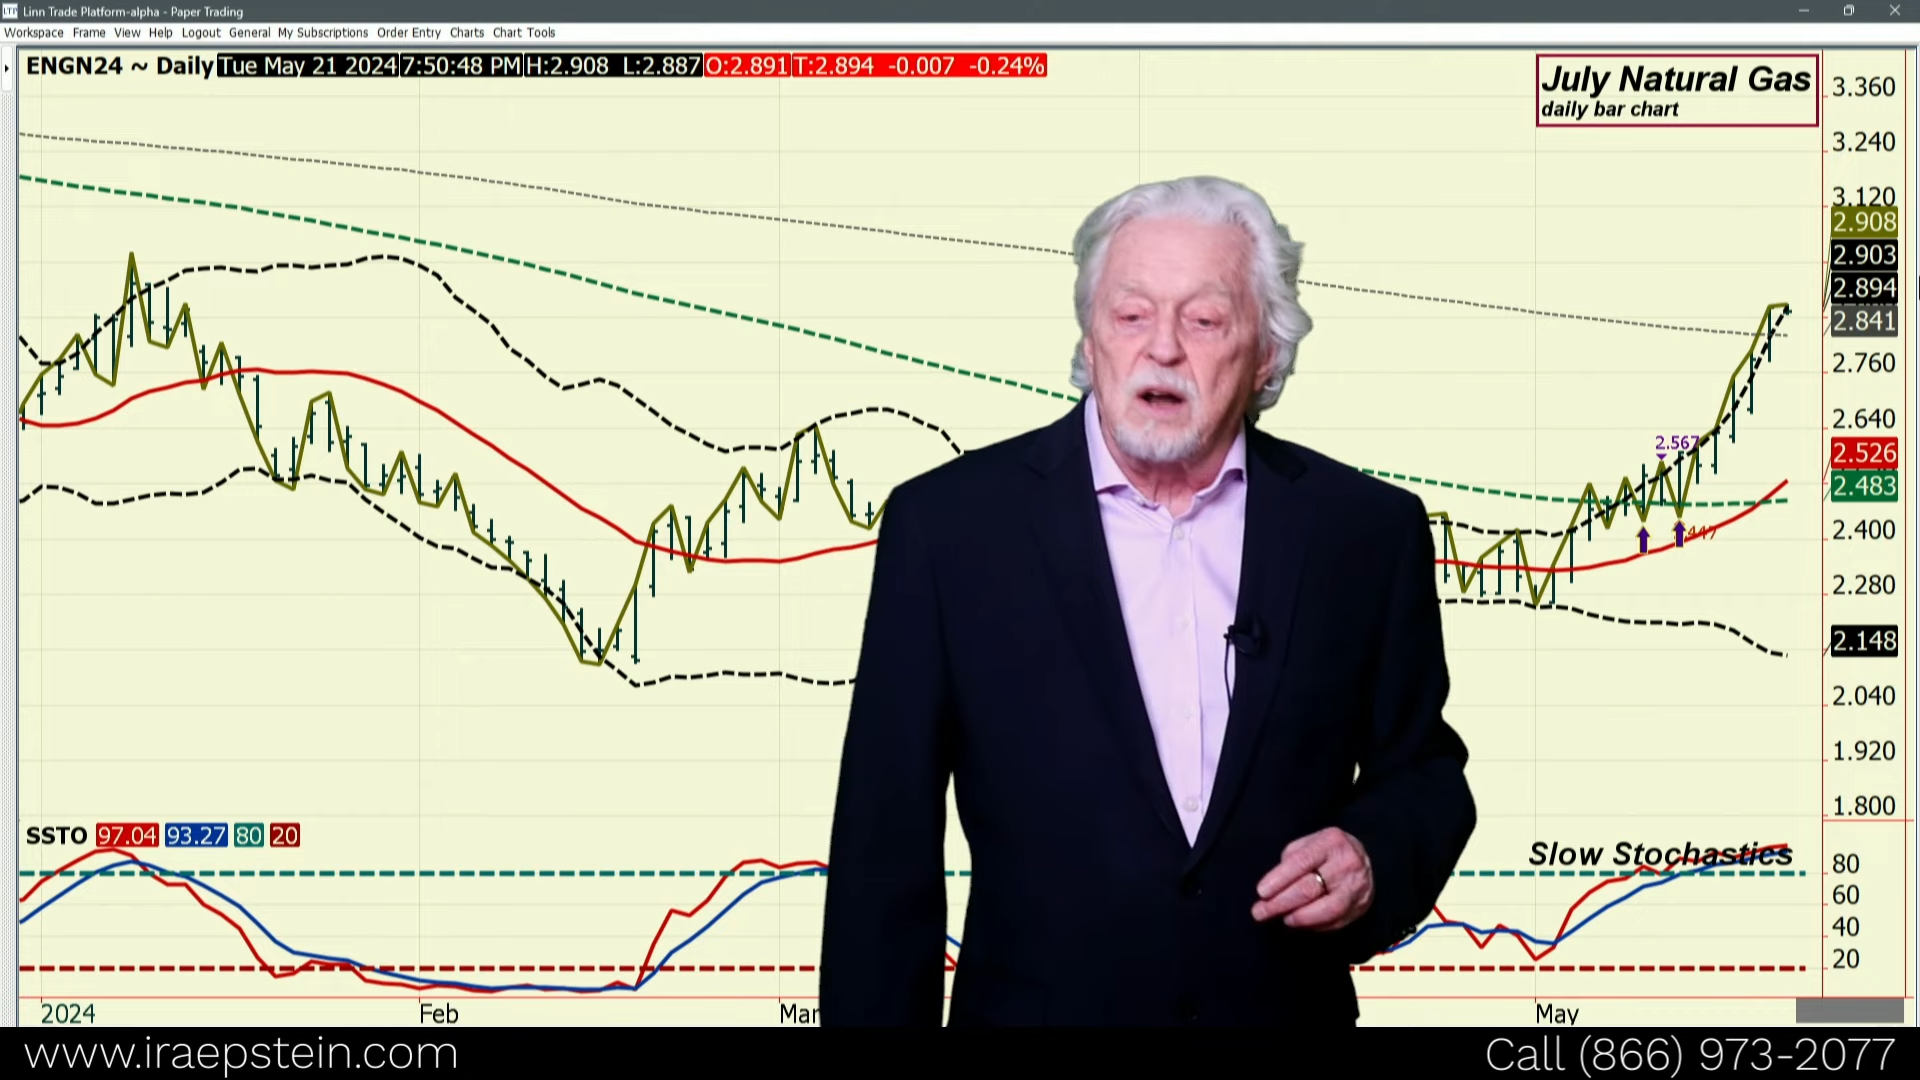 Linn Trade Platform-alpha - Paper Trading
Workspace Frame View Help Logout General My Subscriptions Order Entry Charts Chart Tools
ENGN24 ~ Daily Tue May 21 2024 7:50:48 PM H:2.908 L:2.887 O:2.891 T:2.894 -0.007 -0.24%
July Natural Gas
daily bar chart
3.360
3.240
3.120
2.908
2.903
2.894
2.841
2.760
2.640
2.567
2.526
2.483
2.400
2.280
2.148
2.040
1.920
1.800
SSTO 97.04 93.27 80 20
Slow Stochastics
80
60
40
20
2024 Feb Mar May
www.iraepstein.com Call (866) 973-2077